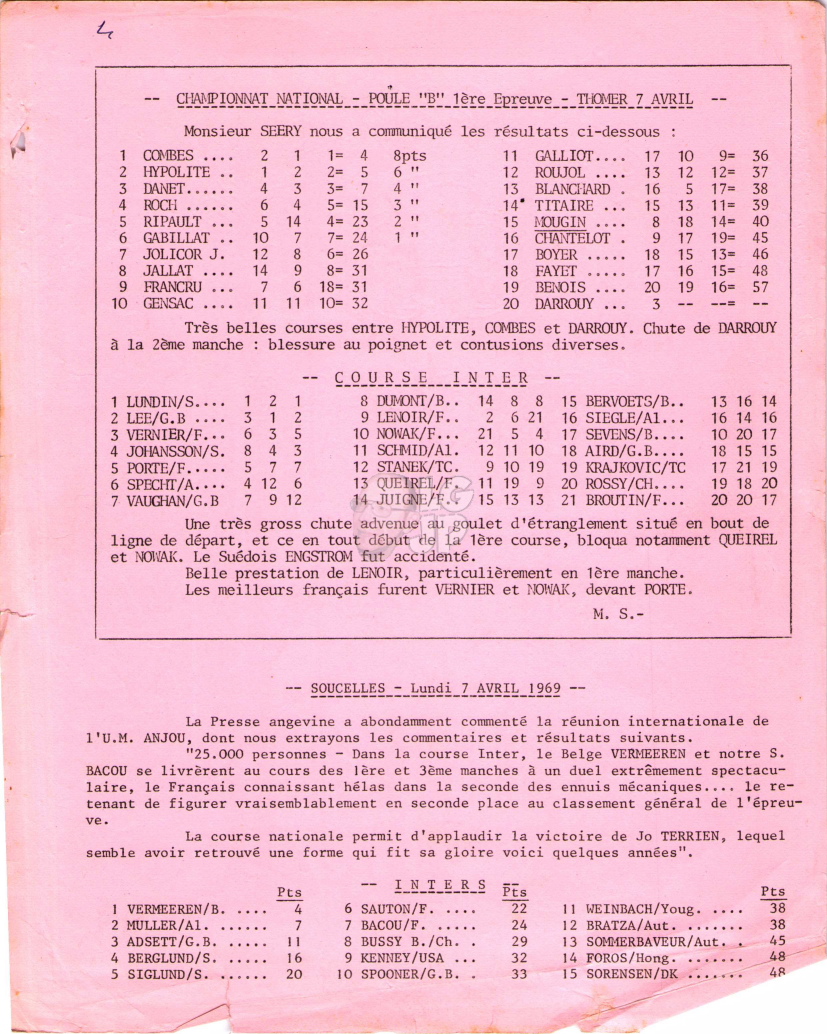 4
-- CHAMPIONNAT NATIONAL - POULE "B" 1ère Epreuve - THOMER 7 AVRIL --
Monsieur SEERY nous a communiqué les résultats ci-dessous :
1 COMBES .... 2 1 1= 4 8pts
2 HYPOLITE .. 1 2 2= 5 6 "
3 DANET...... 4 3 3= 7 4 "
4 ROCH ...... 6 4 5= 15 3 "
5 RIPAULT ... 5 14 4= 23 2 "
6 GABILLAT .. 10 7 7= 24 1 "
7 JOLICOR J. 12 8 6= 26
8 JALLAT .... 14 9 8= 31
9 FRANCRU ... 7 6 18= 31
10 GENSAC .... 11 11 10= 32
11 GALLIOT.... 17 10 9= 36
12 ROUJOL .... 13 12 12= 37
13 BLANCHARD . 16 5 17= 38
14 TITAIRE ... 15 13 11= 39
15 MOUGIN .... 8 18 14= 40
16 CHANTELOT . 9 17 19= 45
17 BOYER ..... 18 15 13= 46
18 FAYET ..... 17 16 15= 48
19 BENOIS .... 20 19 16= 57
20 DARROUY ... 3 -- --= --
Très belles courses entre HYPOLITE, COMBES et DARROUY. Chute de DARROUY
à la 2ème manche : blessure au poignet et contusions diverses.
-- C O U R S E I N T E R --
1 LUNDIN/S.... 1 2 1
2 LEE/G.B .... 3 1 2
3 VERNIER/F... 6 3 5
4 JOHANSSON/S. 8 4 3
5 PORTE/F..... 5 7 7
6 SPECHT/A.... 4 12 6
7 VAUGHAN/G.B 7 9 12
8 DUMONT/B.. 14 8 8
9 LENOIR/F.. 2 6 21
10 NOWAK/F... 21 5 4
11 SCHMID/Al. 12 11 10
12 STANEK/TC. 9 10 19
13 QUEIREL/F. 11 19 9
14 JUIGNE/F.. 15 13 13
15 BERVOETS/B.. 13 16 14
16 SIEGLE/Al... 16 14 16
17 SEVENS/B.... 10 20 17
18 AIRD/G.B.... 18 15 15
19 KRAJKOVIC/TC 17 21 19
20 ROSSY/CH.... 19 18 20
21 BROUTIN/F... 20 20 17
Une très gross chute advenue au goulet d'étranglement situé en bout de
ligne de départ, et ce en tout début de la 1ère course, bloqua notamment QUEIREL
et NOWAK. Le Suédois ENGSTROM fut accidenté.
Belle prestation de LENOIR, particulièrement en 1ère manche.
Les meilleurs français furent VERNIER et NOWAK, devant PORTE.
M. S.-
-- SOUCELLES - Lundi 7 AVRIL 1969 --
La Presse angevine a abondamment commenté la réunion internationale de
l'U.M. ANJOU, dont nous extrayons les commentaires et résultats suivants.
"25.000 personnes - Dans la course Inter, le Belge VERMEEREN et notre S.
BACOU se livrèrent au cours des 1ère et 3ème manches à un duel extrêmement spectacu-
laire, le Français connaissant hélas dans la seconde des ennuis mécaniques.... le re-
tenant de figurer vraisemblablement en seconde place au classement général de l'épreu-
ve.
La course nationale permit d'applaudir la victoire de Jo TERRIEN, lequel
semble avoir retrouvé une forme qui fit sa gloire voici quelques années".
-- I N T E R S --
Pts Pts Pts
1 VERMEEREN/B. .... 4
2 MULLER/Al. ...... 7
3 ADSETT/G.B. .... 11
4 BERGLUND/S. .... 16
5 SIGLUND/S. ...... 20
6 SAUTON/F. .... 22
7 BACOU/F. ..... 24
8 BUSSY B./Ch. . 29
9 KENNEY/USA ... 32
10 SPOONER/G.B. . 33
11 WEINBACH/Youg. .... 38
12 BRATZA/Aut. ....... 38
13 SOMMERBAVEUR/Aut. . 45
14 FOROS/Hong. ....... 48
15 SORENSEN/DK ....... 48